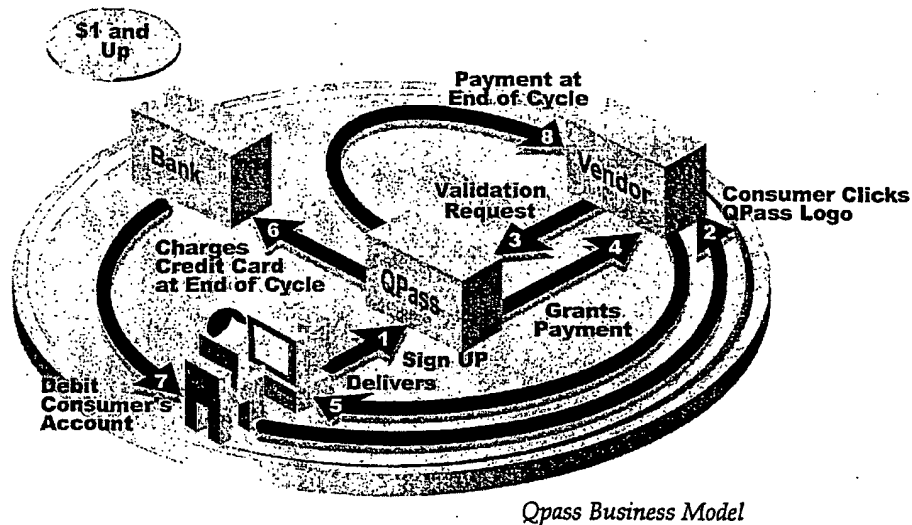 $1 and
Up
Payment at
End of Cycle
8
Bank
Vendor
Validation
Request
Consumer Clicks
QPass Logo
6
3
4
2
Charges
Credit Card
at End of Cycle
QPass
Grants
Payment
1
Sign UP
Delivers
7
5
Debit
Consumer's
Account
Qpass Business Model